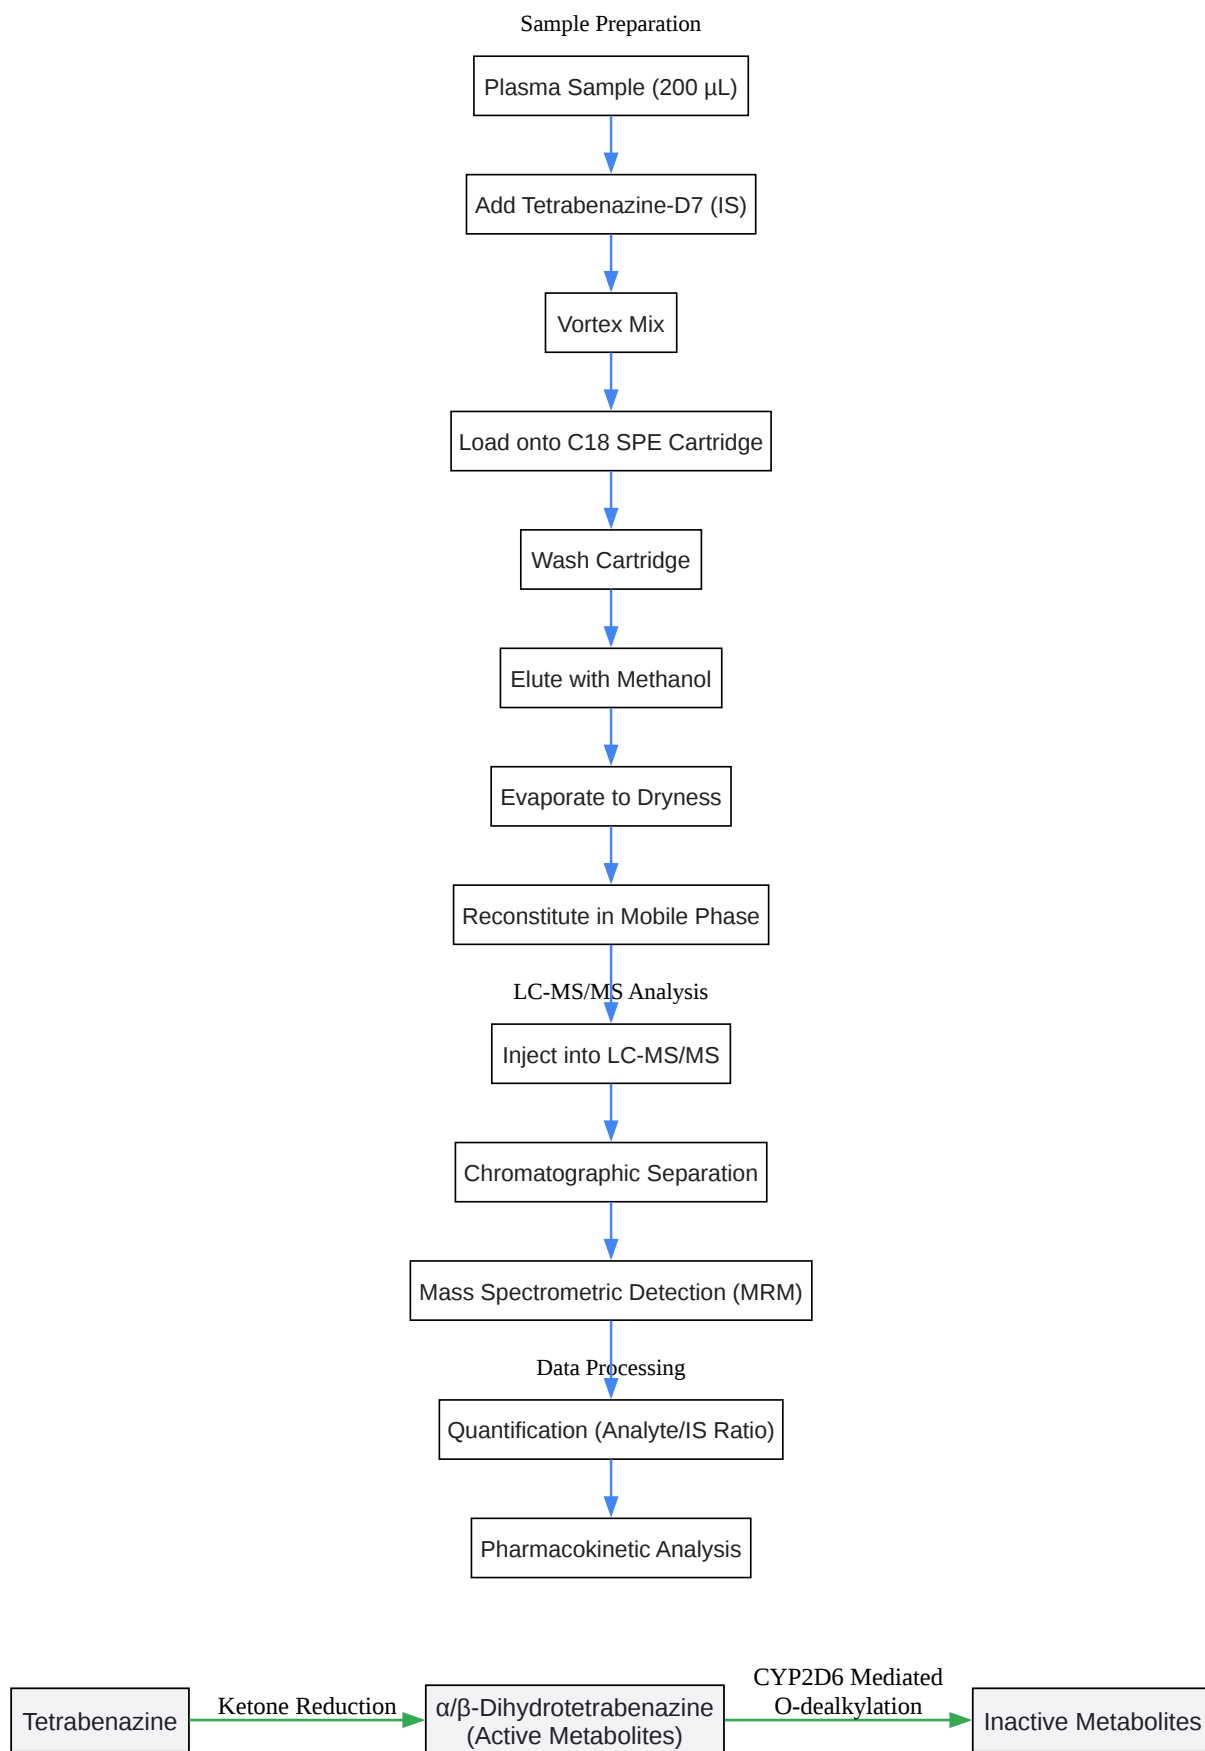 Sample Preparation
Plasma Sample (200 µL)
Add Tetrabenazine-D7 (IS)
Vortex Mix
Load onto C18 SPE Cartridge
Wash Cartridge
Elute with Methanol
Evaporate to Dryness
Reconstitute in Mobile Phase
LC-MS/MS Analysis
Inject into LC-MS/MS
Chromatographic Separation
Mass Spectrometric Detection (MRM)
Data Processing
Quantification (Analyte/IS Ratio)
Pharmacokinetic Analysis
Tetrabenazine
Ketone Reduction
α/β-Dihydrotetrabenazine
(Active Metabolites)
CYP2D6 Mediated
O-dealkylation
Inactive Metabolites